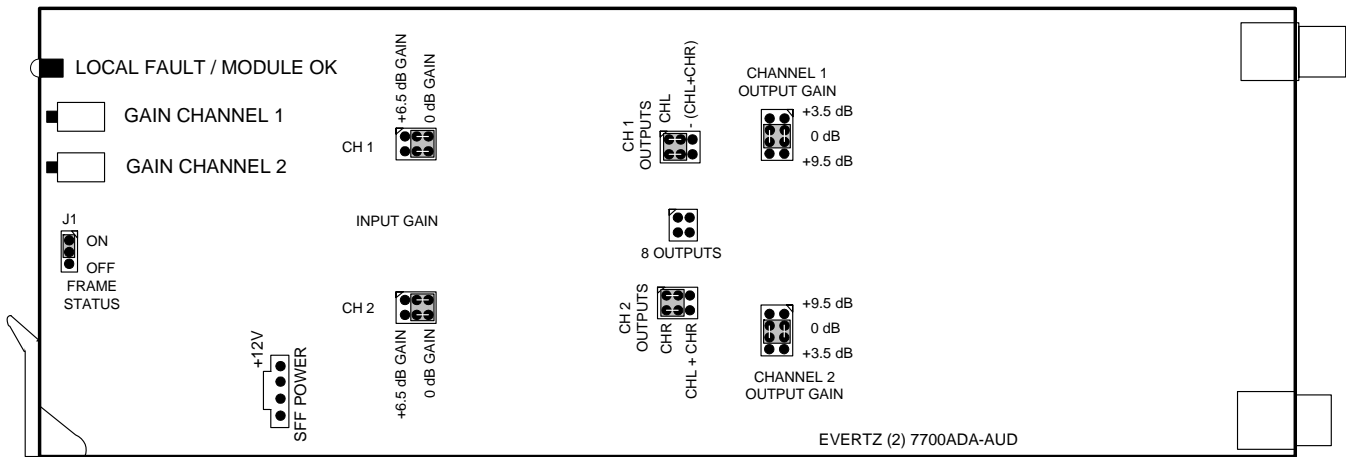 LOCAL FAULT / MODULE OK
GAIN CHANNEL 1
GAIN CHANNEL 2
J1
ON
OFF
FRAME
STATUS
+12V
SFF POWER
+6.5 dB GAIN
0 dB GAIN
CH 1
INPUT GAIN
CH 2
+6.5 dB GAIN
0 dB GAIN
CH 1
OUTPUTS
CHL
- (CHL+CHR)
8 OUTPUTS
CH 2
OUTPUTS
CHR
CHL + CHR
CHANNEL 1
OUTPUT GAIN
+3.5 dB
0 dB
+9.5 dB
+9.5 dB
0 dB
+3.5 dB
CHANNEL 2
OUTPUT GAIN
EVERTZ (2) 7700ADA-AUD